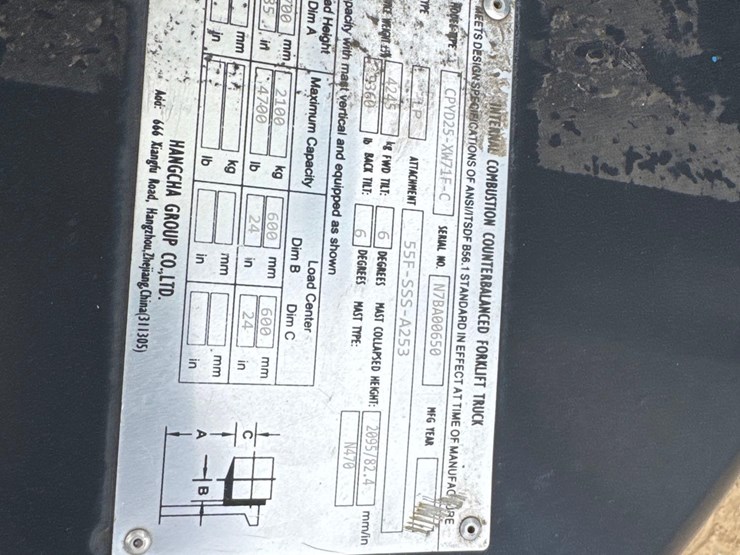 INTERNAL COMBUSTION COUNTERBALANCED FORKLIFT TRUCK
MEETS DESIGN SPECIFICATIONS OF ANSI/ITSDF B56.1 STANDARD IN EFFECT AT TIME OF MANUFACTURE
CPYD25-XW71F-C SERIAL NO. N7BA00650 MFG YEAR
TYPE LP ATTACHMENT 55F-SSS-A253
4245 kg FWD TILT: 6 DEGREES MAST COLLAPSED HEIGHT: 2095/82.4 mm/in
9360 lb BACK TILT: 6 DEGREES MAST TYPE: N470
pacity with mast vertical and equipped as shown
ad Height Maximum Capacity Load Center
Dim A Dim B Dim C
700 mm 2100 kg 600 mm 600 mm
85. in 4700 lb 24 in 24 in
mm kg mm mm
in lb in in
HANGCHA GROUP CO.,LTD.
Add: 666 Xiangfu Road, Hangzhou,Zhejiang,China(311305)
A
B
C